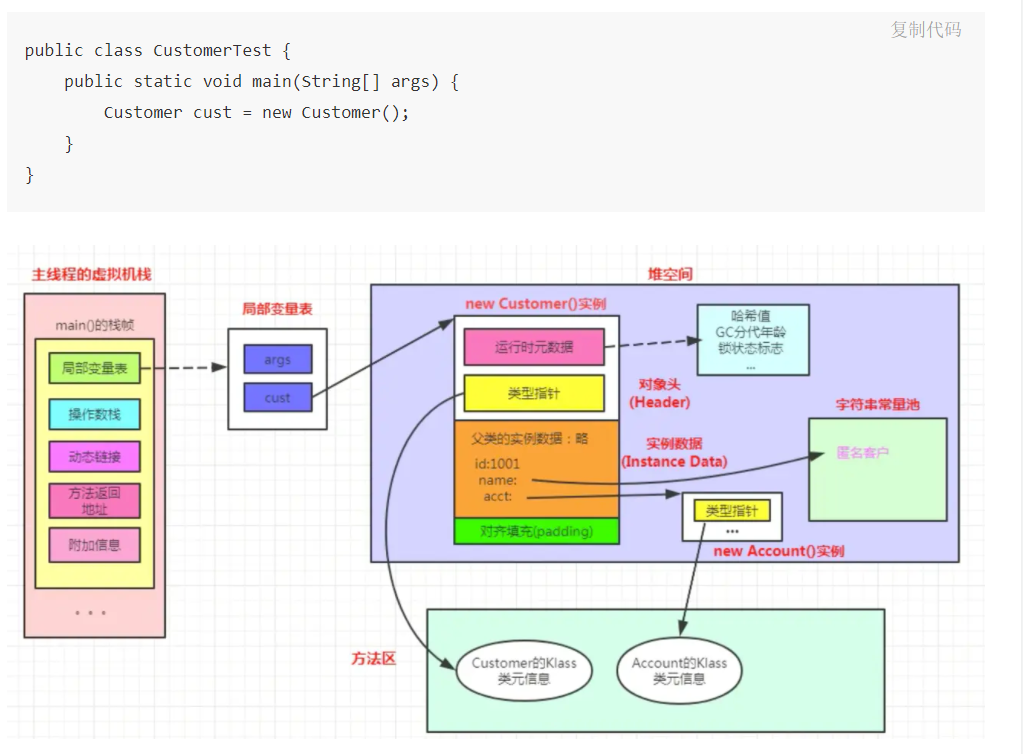 复制代码
public class CustomerTest {
    public static void main(String[] args) {
        Customer cust = new Customer();
    }
}
主线程的虚拟机栈
main()的栈帧
局部变量表
操作数栈
动态链接
方法返回
地址
附加信息
...
局部变量表
args
cust
堆空间
new Customer()实例
运行时元数据
类型指针
父类的实例数据：略
id:1001
name:
acct:
对齐填充(padding)
哈希值
GC分代年龄
锁状态标志
...
对象头
(Header)
实例数据
(Instance Data)
字符串常量池
匿名客户
类型指针
...
new Account()实例
方法区
Customer的Klass
类元信息
Account的Klass
类元信息